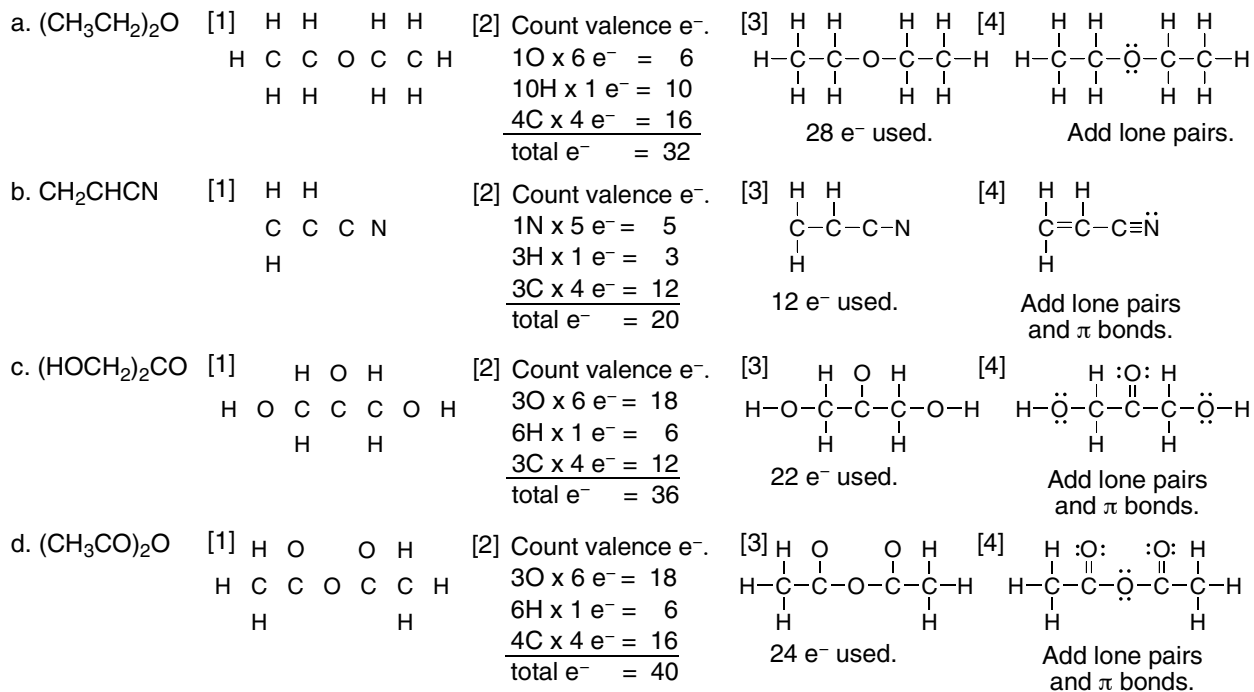 a. (CH3CH2)2O [1] H H H H [2] Count valence e–. [3] H H H H [4] H H H H
H C C O C C H 1O x 6 e– = 6 H–C–C–O–C–C–H H–C–C–O–C–C–H
H H H H 10H x 1 e– = 10 H H H H H H H H
4C x 4 e– = 16 28 e– used. Add lone pairs.
total e– = 32
b. CH2CHCN [1] H H [2] Count valence e–. [3] H H [4] H H
C C C N 1N x 5 e– = 5 C–C–C–N C=C–C≡N
H 3H x 1 e– = 3 H H
3C x 4 e– = 12 12 e– used. Add lone pairs
total e– = 20 and π bonds.
c. (HOCH2)2CO [1] H O H [2] Count valence e–. [3] H O H [4] H :O: H
H O C C C O H 3O x 6 e– = 18 H–O–C–C–C–O–H H–O–C–C–C–O–H
H H 6H x 1 e– = 6 H H H H
3C x 4 e– = 12 22 e– used. Add lone pairs
total e– = 36 and π bonds.
d. (CH3CO)2O [1] H O O H [2] Count valence e–. [3] H O O H [4] H :O: :O: H
H C C O C C H 3O x 6 e– = 18 H–C–C–O–C–C–H H–C–C–O–C–C–H
H H 6H x 1 e– = 6 H H H H
4C x 4 e– = 16 24 e– used. Add lone pairs
total e– = 40 and π bonds.